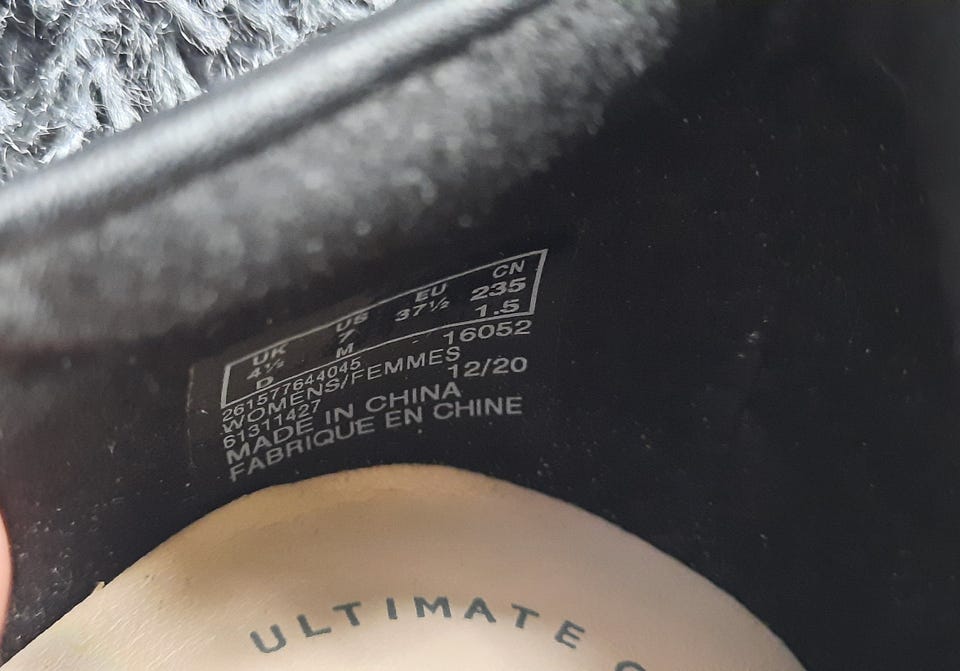 UK US EU CN
4½ 7 37½ 235
D M 1.5
261577644045 16052
WOMENS/FEMMES
61311427 12/20
MADE IN CHINA
FABRIQUE EN CHINE
ULTIMATE